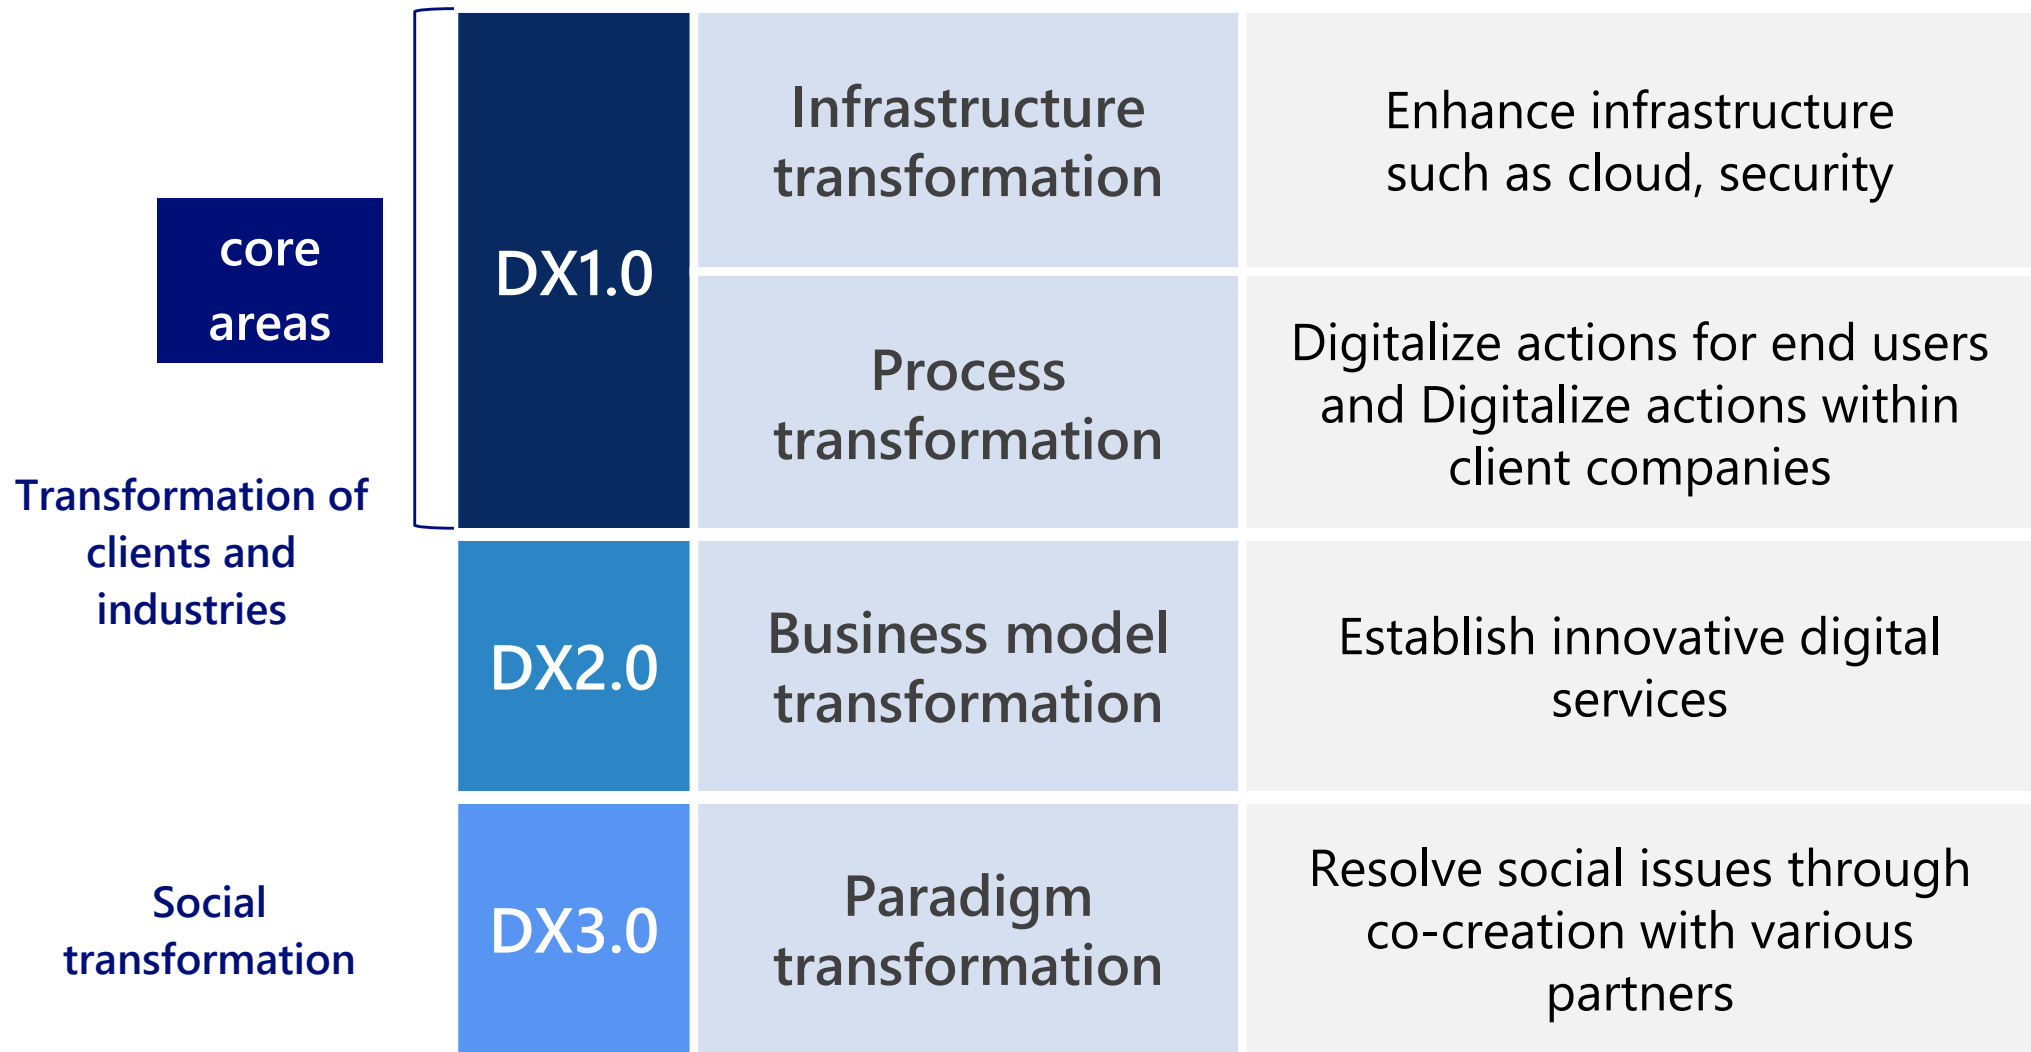 core
areas
Transformation of
clients and
industries
Social
transformation
DX1.0
Infrastructure
transformation
Enhance infrastructure
such as cloud, security
Process
transformation
Digitalize actions for end users
and Digitalize actions within
client companies
DX2.0
Business model
transformation
Establish innovative digital
services
DX3.0
Paradigm
transformation
Resolve social issues through
co-creation with various
partners